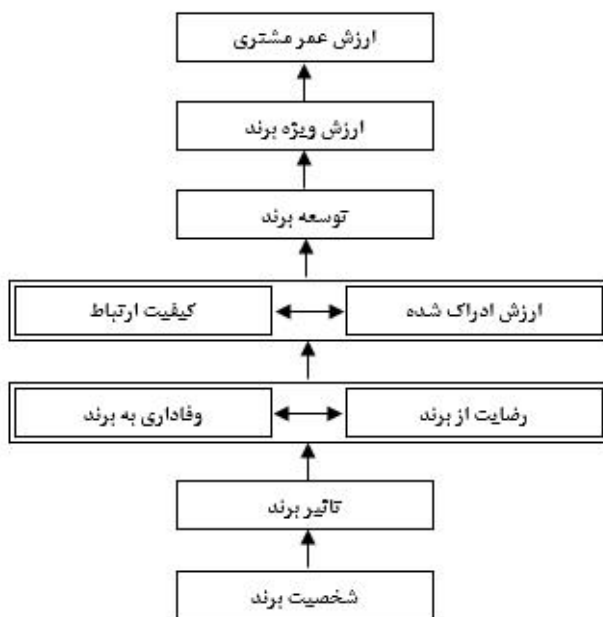 ارزش عمر مشتری
ارزش ویژه برند
توسعه برند
ارزش ادراک شده
کیفیت ارتباط
رضایت از برند
وفاداری به برند
تاثیر برند
شخصیت برند